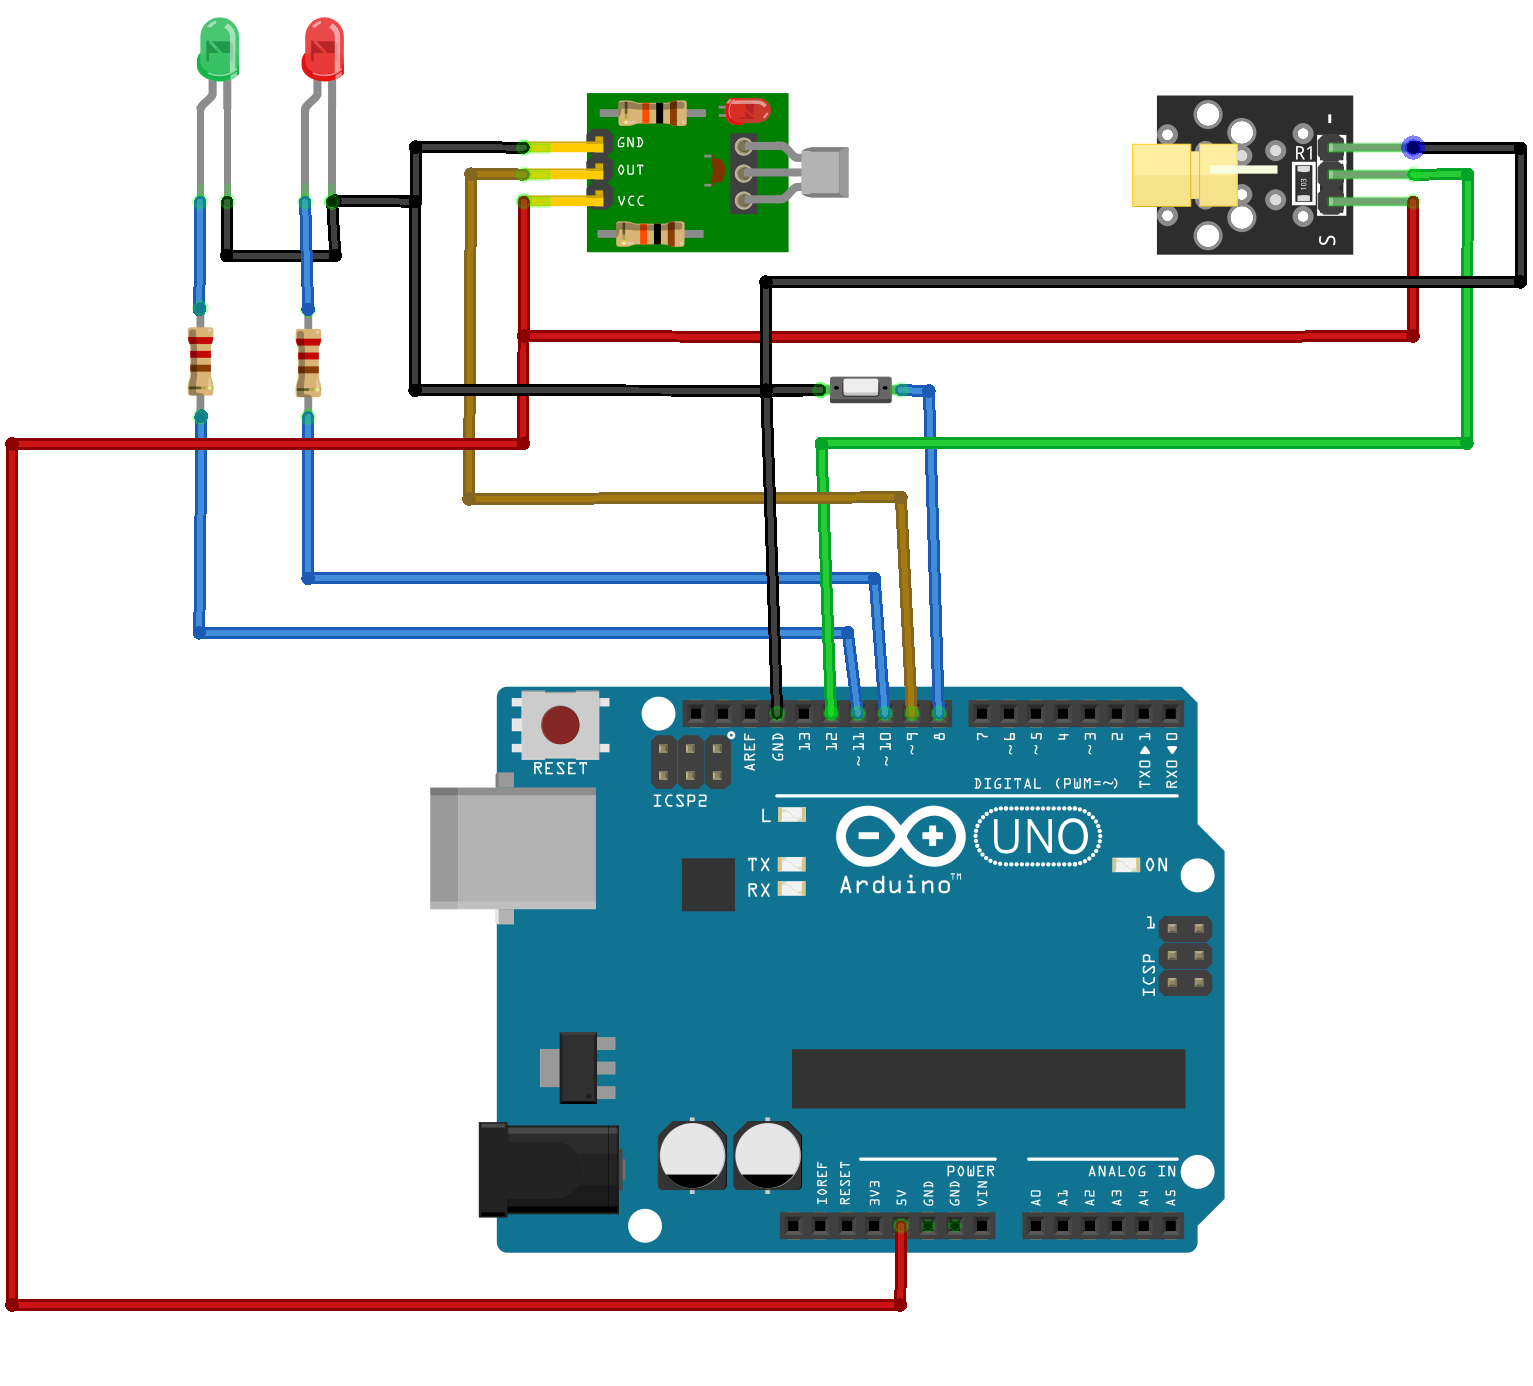 GND
OUT
VCC
R1
103
-
S
RESET
ICSP2
AREF
GND
13
12
~11
~10
~9
8
7
~6
~5
4
~3
2
TX0▶1
RX0◀0
DIGITAL (PWM=~)
L
TX
RX
UNO
Arduino™
ON
1
ICSP
IOREF
RESET
3V3
5V
GND
GND
VIN
POWER
ANALOG IN
A0
A1
A2
A3
A4
A5